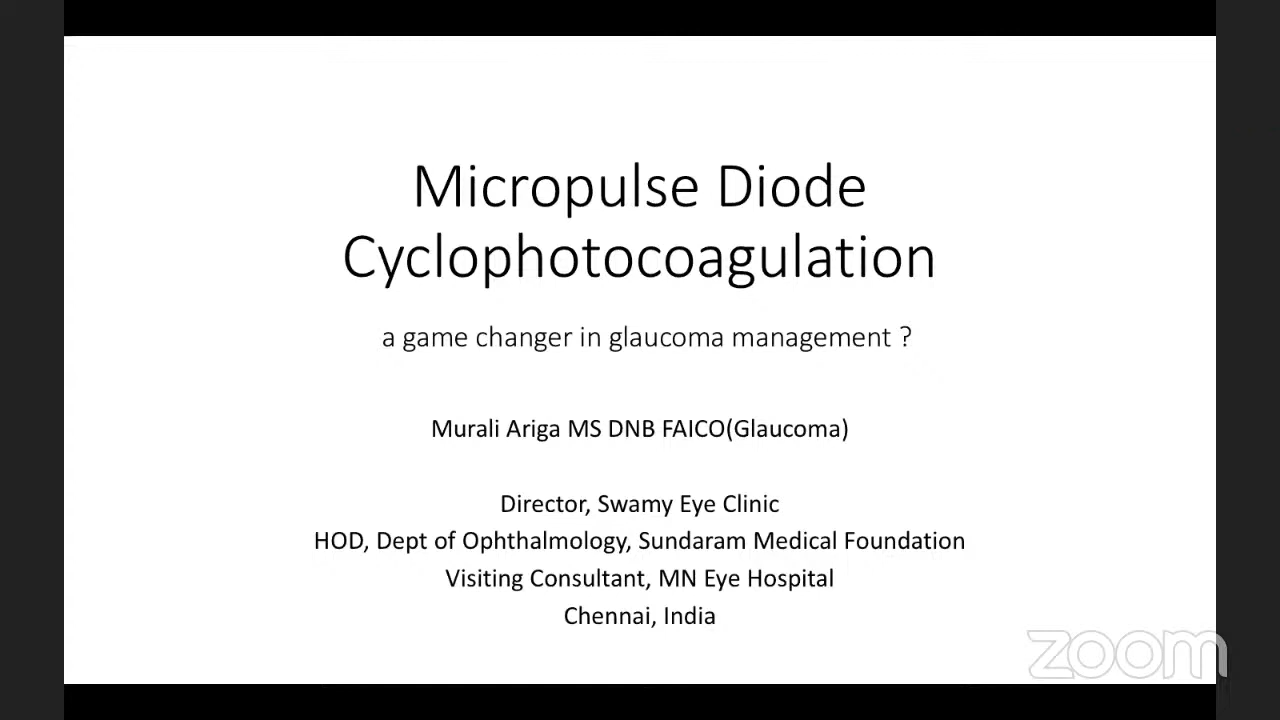 Micropulse Diode
Cyclophotocoagulation
a game changer in glaucoma management ?
Murali Ariga MS DNB FAICO(Glaucoma)
Director, Swamy Eye Clinic
HOD, Dept of Ophthalmology, Sundaram Medical Foundation
Visiting Consultant, MN Eye Hospital
Chennai, India
zoom